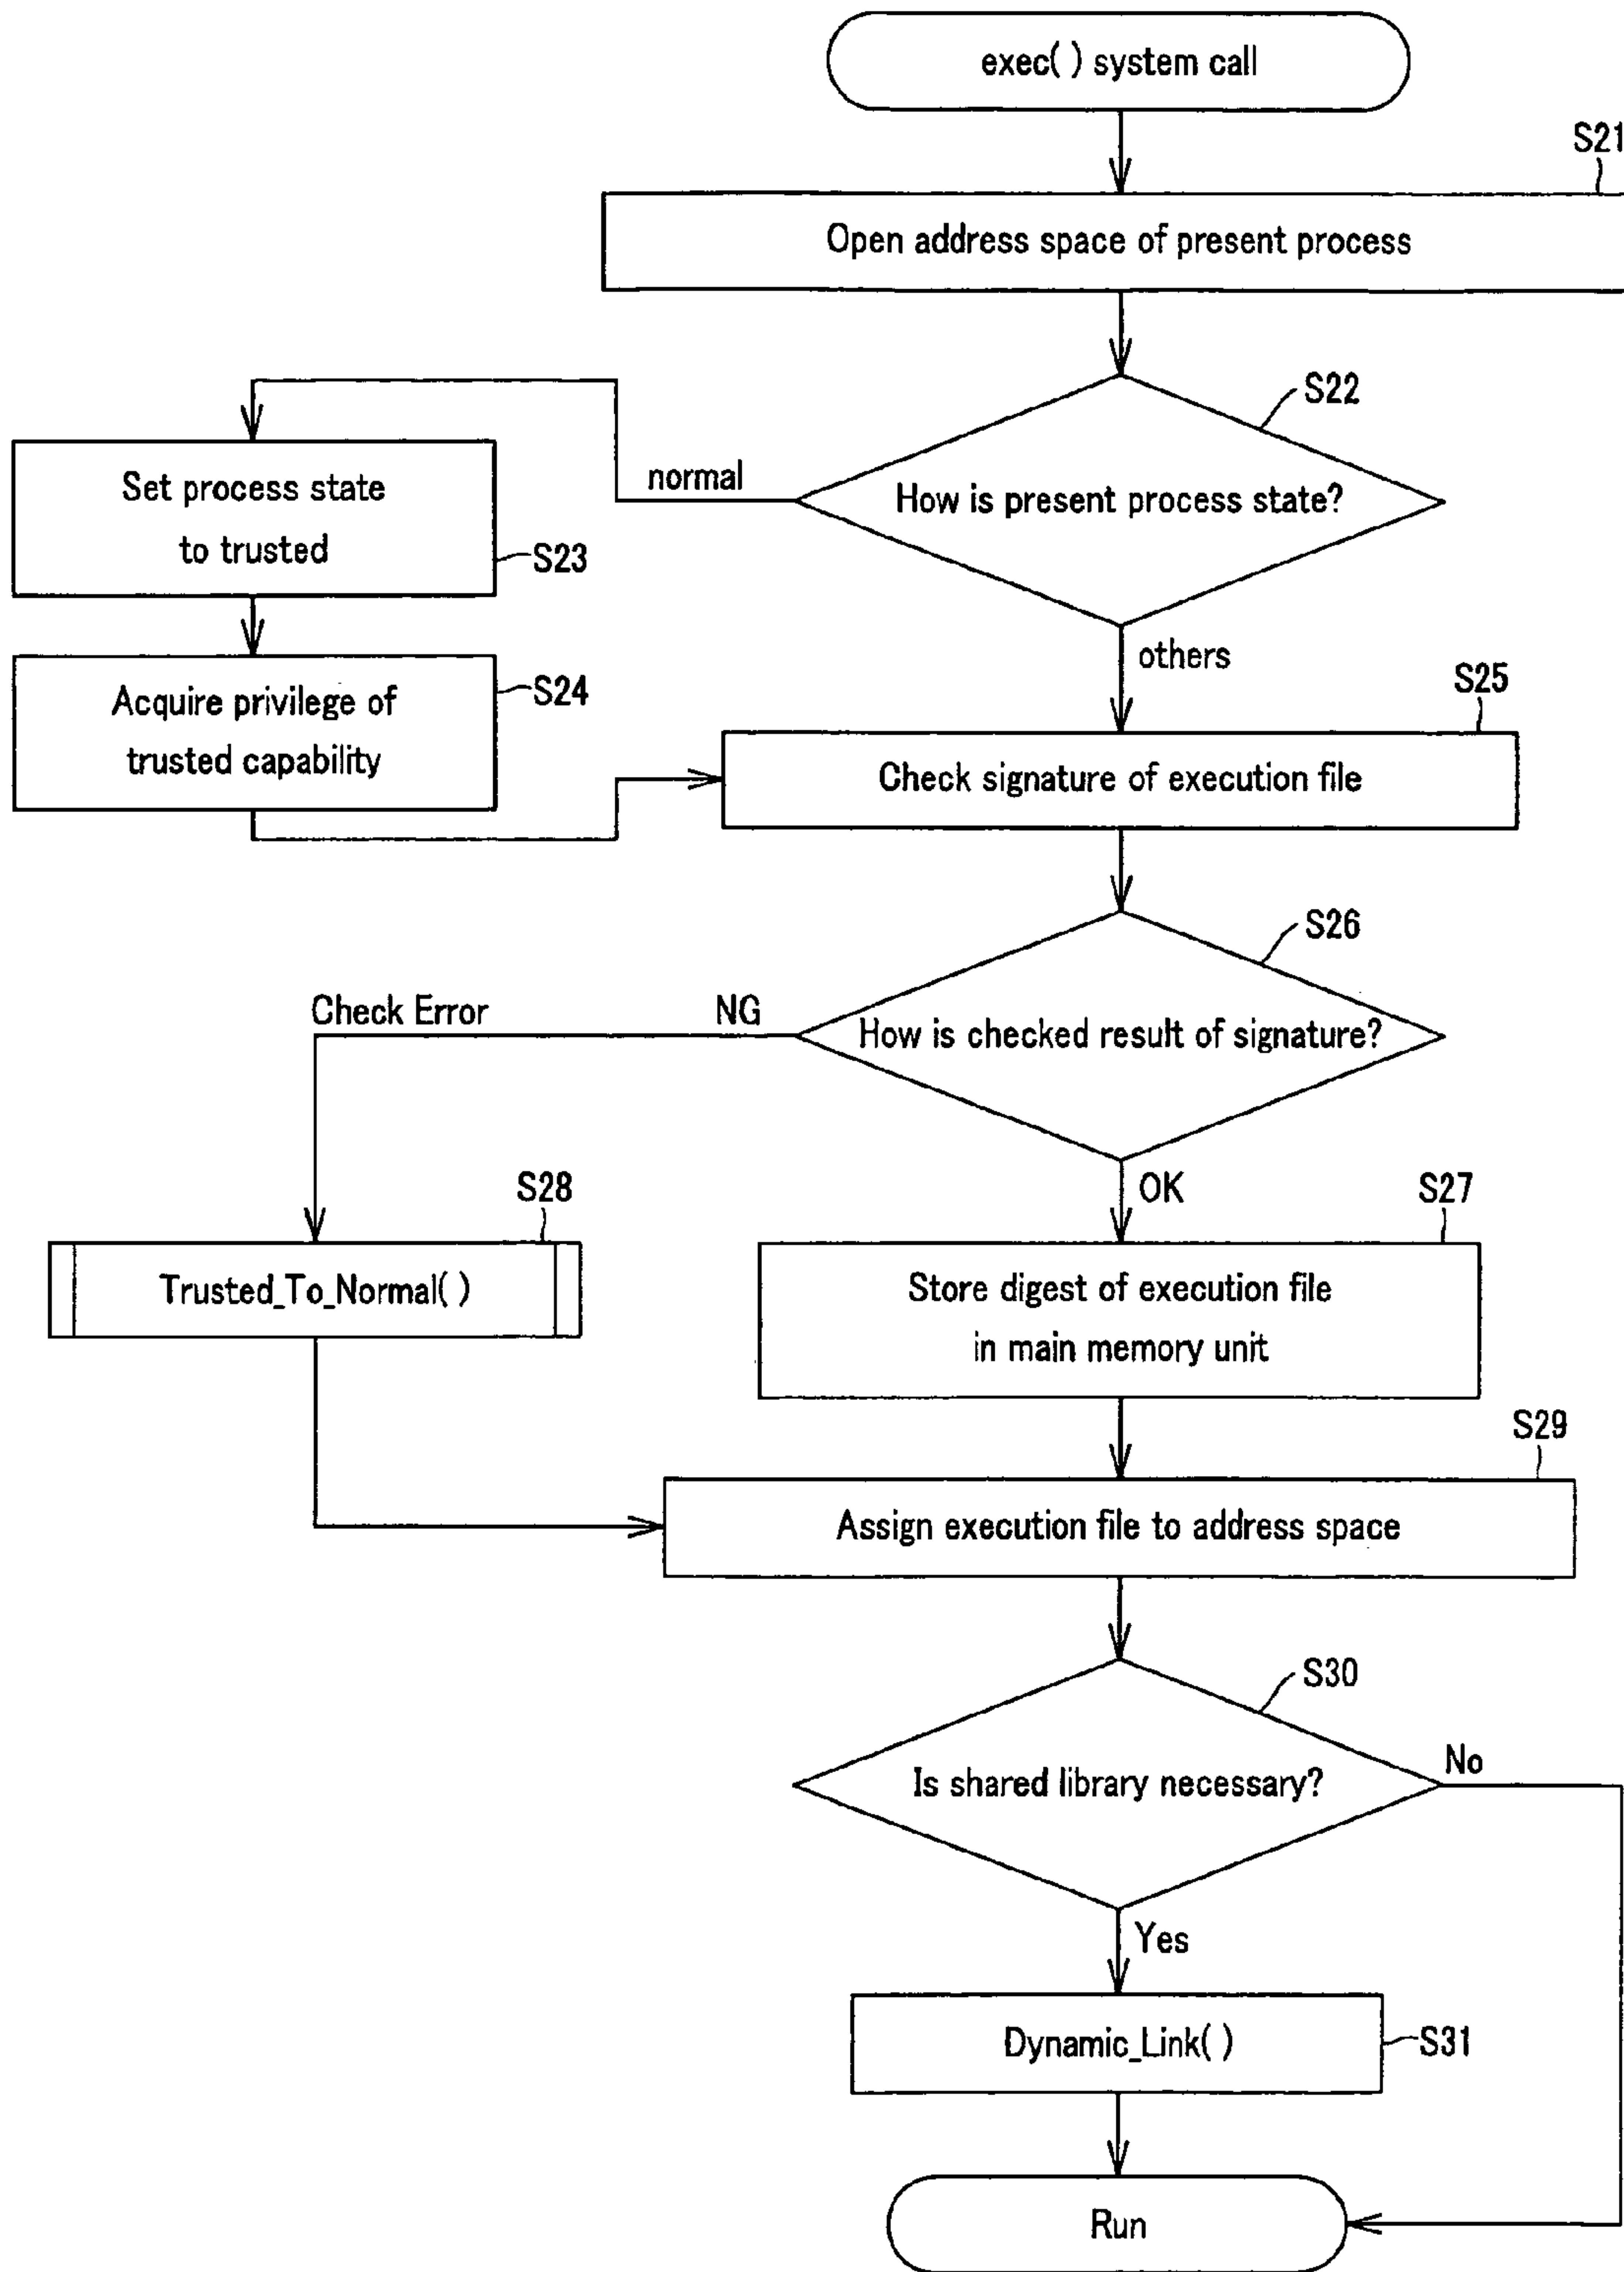 exec( ) system call
S21
Open address space of present process
S22
How is present process state?
normal
Set process state
to trusted
S23
others
Acquire privilege of
trusted capability
S24
S25
Check signature of execution file
S26
How is checked result of signature?
Check Error
NG
OK
S28
S27
Trusted_To_Normal( )
Store digest of execution file
in main memory unit
S29
Assign execution file to address space
S30
Is shared library necessary?
No
Yes
Dynamic_Link( )
S31
Run